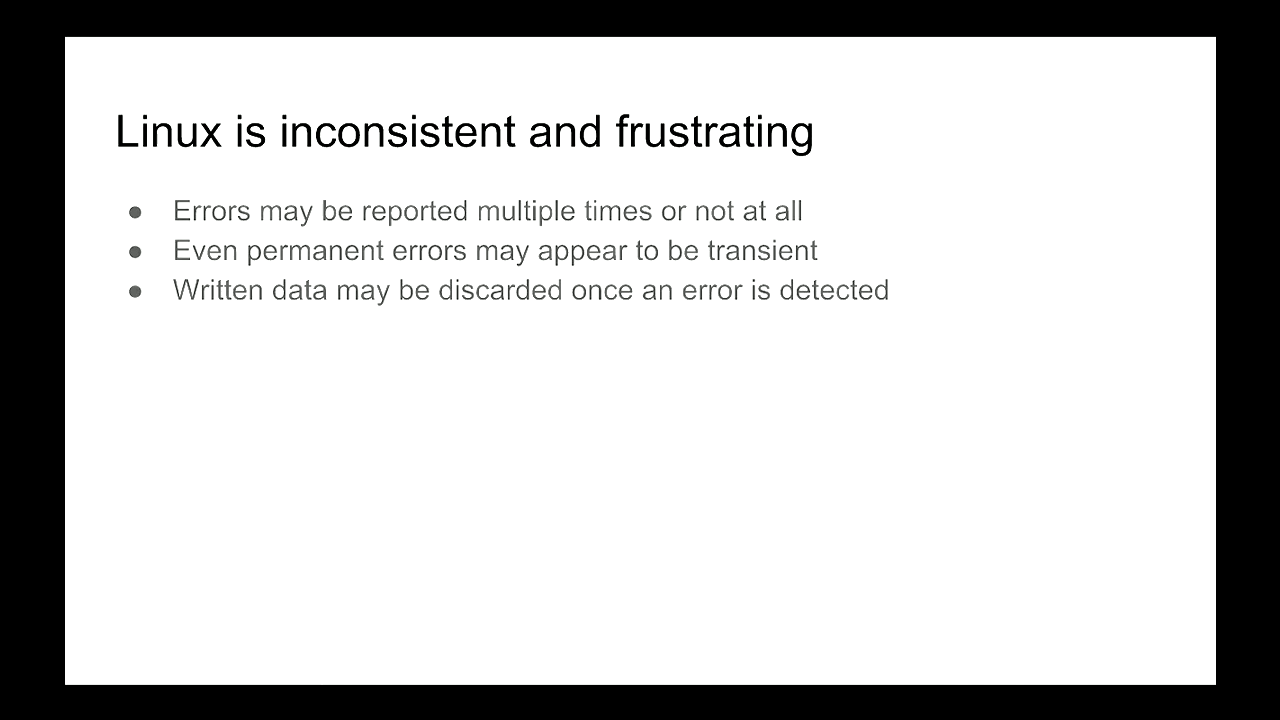 Linux is inconsistent and frustrating
● Errors may be reported multiple times or not at all
● Even permanent errors may appear to be transient
● Written data may be discarded once an error is detected